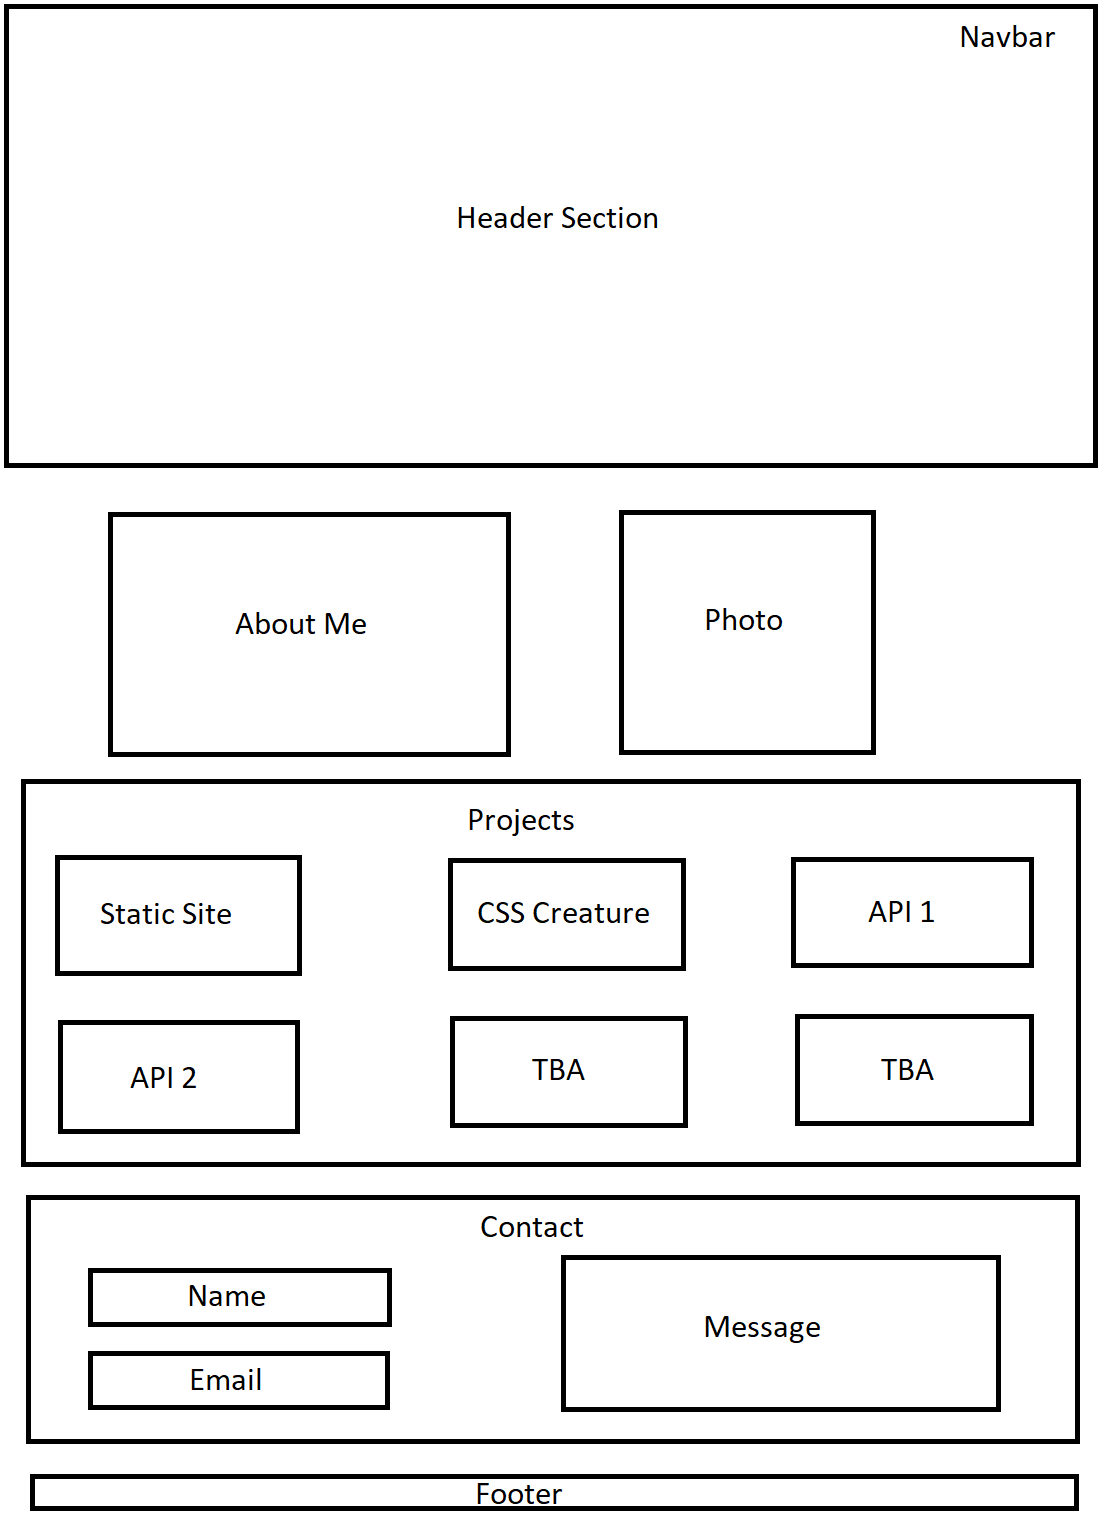 Navbar
Header Section
About Me
Photo
Projects
Static Site
CSS Creature
API 1
API 2
TBA
TBA
Contact
Name
Email
Message
Footer